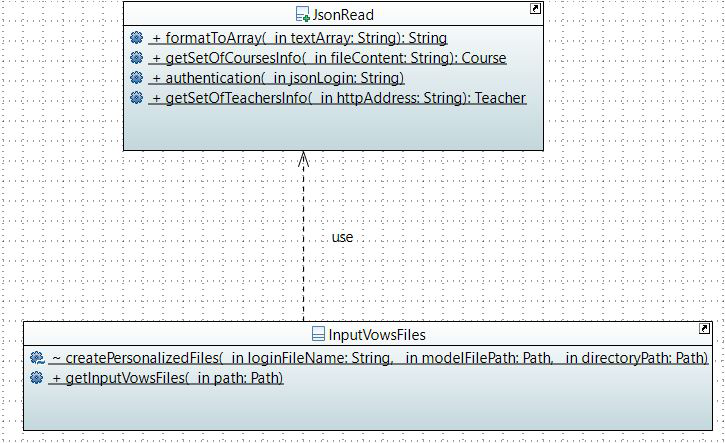 JsonRead
+ formatToArray( in textArray: String): String
+ getSetOfCoursesInfo( in fileContent: String): Course
+ authentication( in jsonLogin: String)
+ getSetOfTeachersInfo( in httpAddress: String): Teacher
use
InputVowsFiles
~ createPersonalizedFiles( in loginFileName: String, in modelFilePath: Path, in directoryPath: Path)
+ getInputVowsFiles( in path: Path)